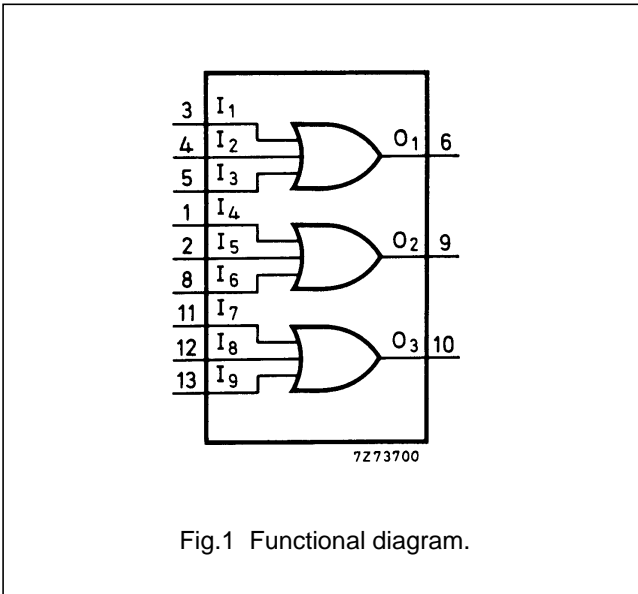 3 I1
4 I2 O1 6
5 I3
1 I4
2 I5 O2 9
8 I6
11 I7
12 I8 O3 10
13 I9
7Z73700
Fig.1 Functional diagram.